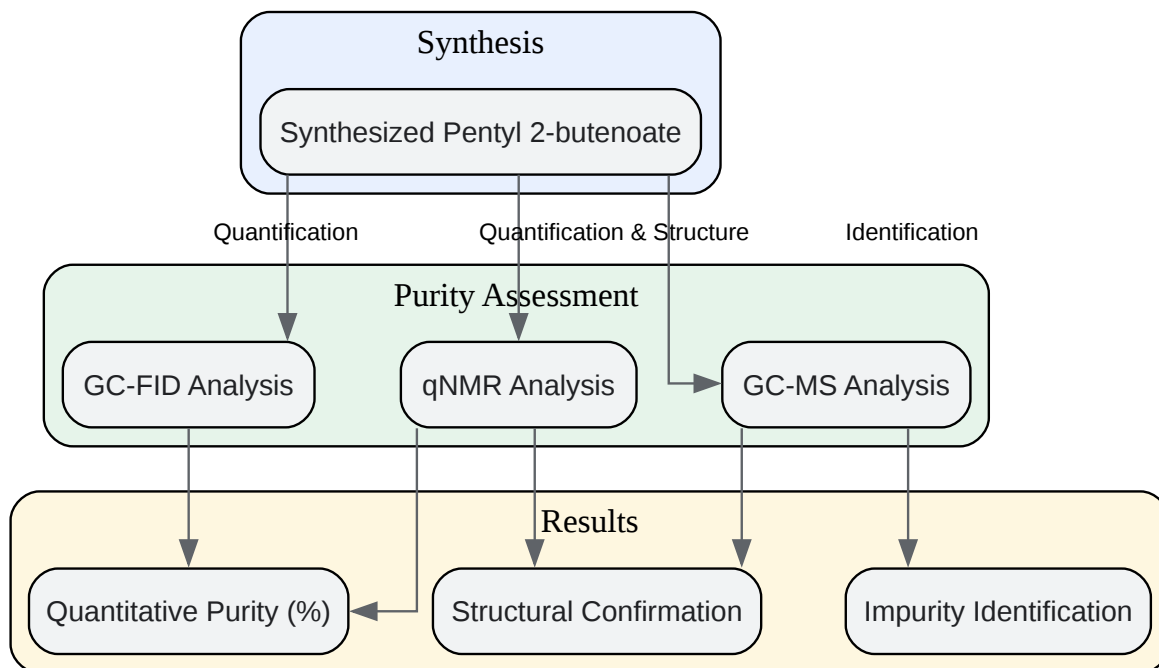 Synthesis
Synthesized Pentyl 2-butenoate
Quantification
Quantification & Structure
Identification
Purity Assessment
GC-FID Analysis
qNMR Analysis
GC-MS Analysis
Results
Quantitative Purity (%)
Structural Confirmation
Impurity Identification